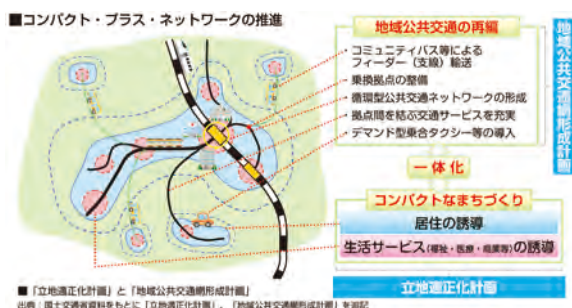 ■コンパクト・プラス・ネットワークの推進
地域公共交通の再編
・コミュニティバス等による
フィーダー（支線）輸送
・乗換拠点の整備
・循環型公共交通ネットワークの形成
・拠点間を結ぶ交通サービスを充実
・デマンド型乗合タクシー等の導入
地域公共交通網形成計画
一体化
コンパクトなまちづくり
居住の誘導
生活サービス(福祉・医療・商業等)の誘導
立地適正化計画
■「立地適正化計画」と「地域公共交通網形成計画」
出典：国土交通省資料をもとに「立地適正化計画」、「地域公共交通網形成計画」を追記